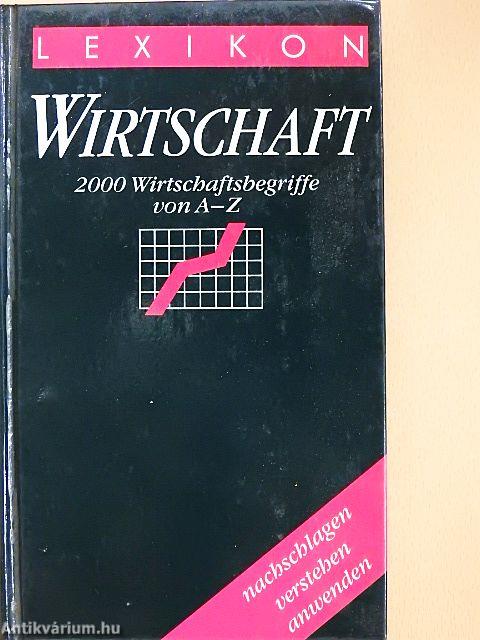 LEXIKON
WIRTSCHAFT
2000 Wirtschaftsbegriffe
von A–Z
nachschlagen
verstehen
anwenden
Antikvárium.hu